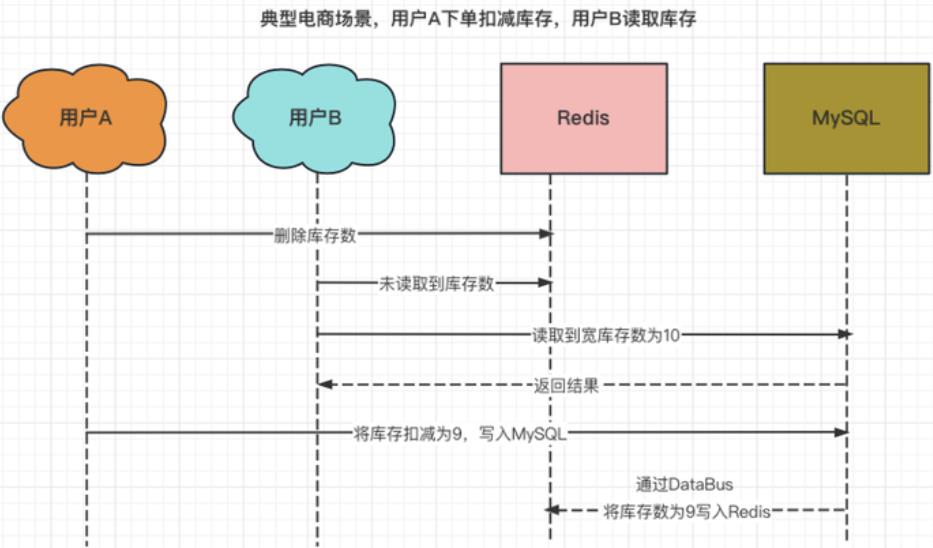 典型电商场景，用户A下单扣减库存，用户B读取库存
用户A
用户B
Redis
MySQL
删除库存数
未读取到库存数
读取到宽库存数为10
返回结果
将库存扣减为9，写入MySQL
通过DataBus
将库存数为9写入Redis